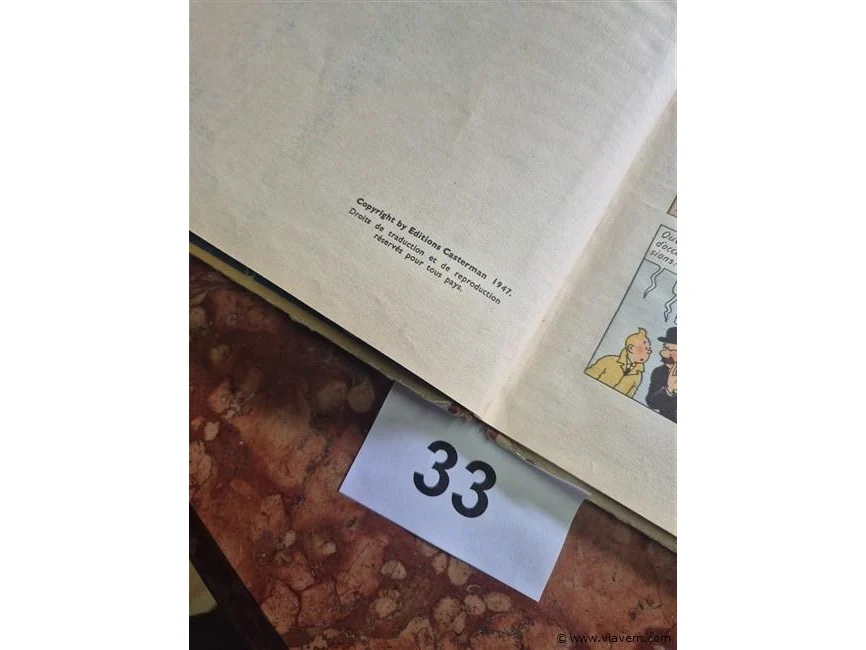 Copyright by Editions Casterman 1947.
Droits de traduction et de reproduction
réservés pour tous pays.
sions.
33
© www.vlavem.com